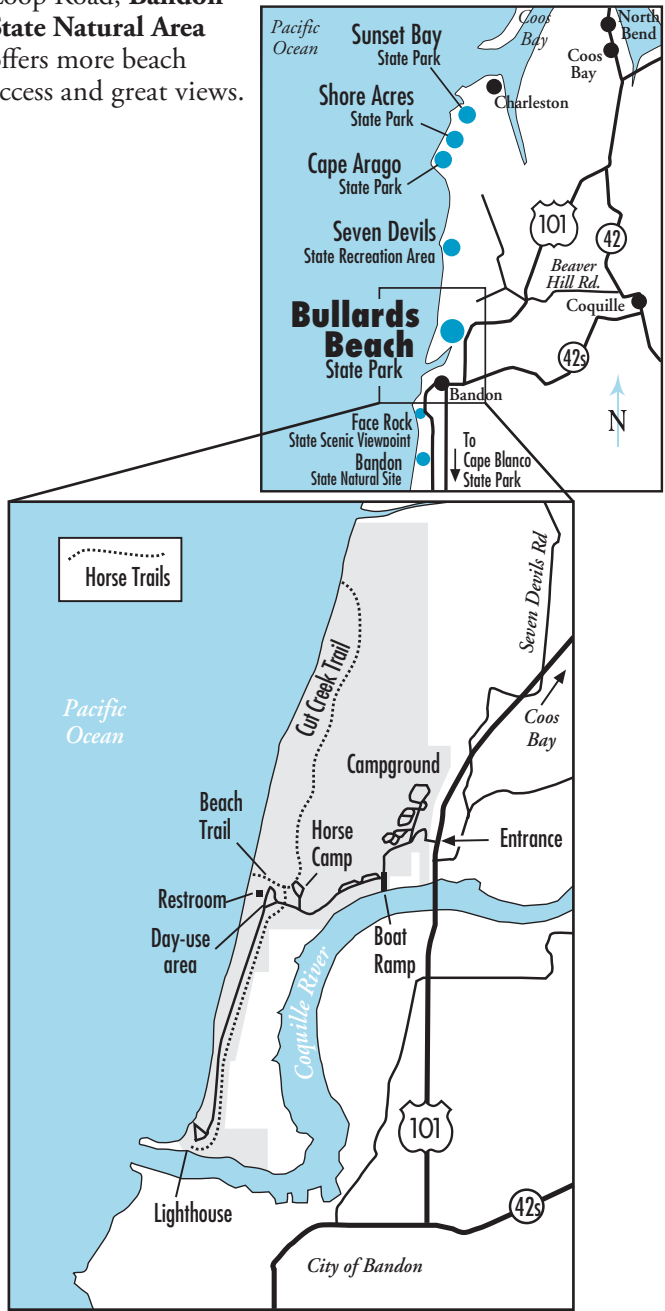 Loop Road, Bandon
State Natural Area
offers more beach
access and great views.
Pacific
Ocean
Sunset Bay
State Park
Coos
Bay
North
Bend
Coos
Bay
Shore Acres
State Park
Charleston
Cape Arago
State Park
101
42
Seven Devils
State Recreation Area
Beaver
Hill Rd.
Coquille
Bullards
Beach
State Park
42s
Bandon
N
Face Rock
State Scenic Viewpoint
Bandon
State Natural Site
To
Cape Blanco
State Park
Horse Trails
Seven Devils Rd
Cut Creek Trail
Pacific
Ocean
Coos
Bay
Campground
Beach
Trail
Horse
Camp
Entrance
Restroom
Day-use
area
Boat
Ramp
Coquille River
101
Lighthouse
42s
City of Bandon